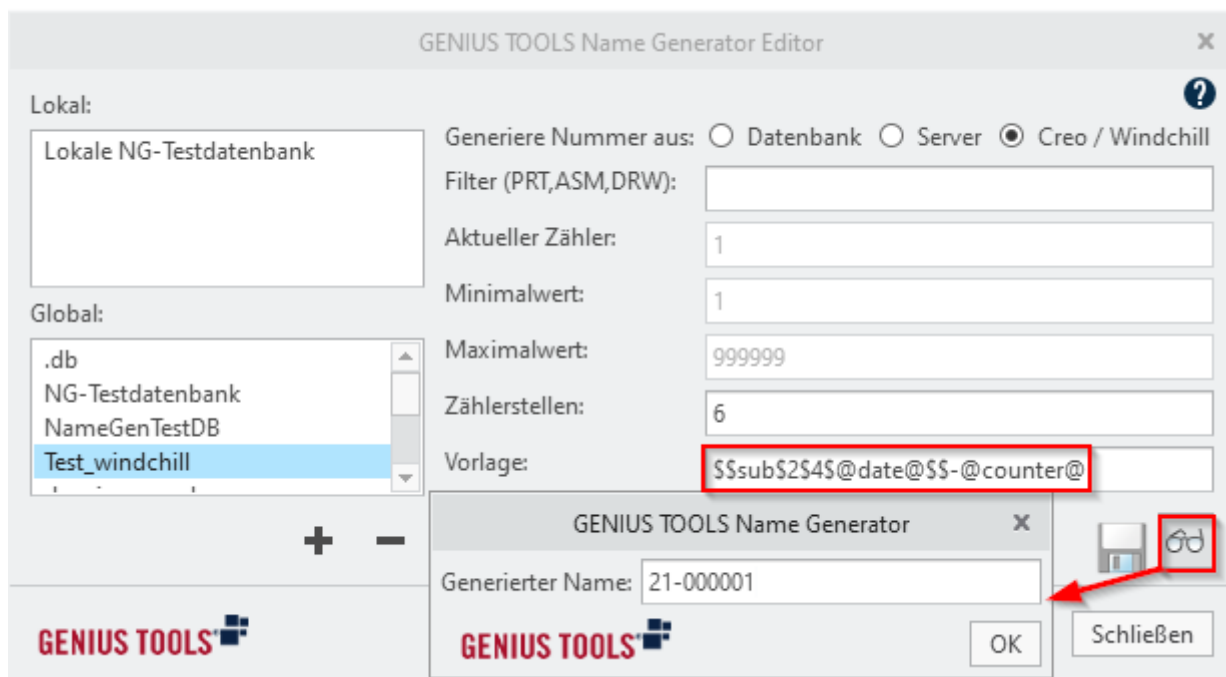 GENIUS TOOLS Name Generator Editor
Lokal:
Lokale NG-Testdatenbank
Global:
.db
NG-Testdatenbank
NameGenTestDB
Test_windchill
Generiere Nummer aus: Datenbank Server Creo / Windchill
Filter (PRT,ASM,DRW):
Aktueller Zähler: 1
Minimalwert: 1
Maximalwert: 999999
Zählerstellen: 6
Vorlage: $$sub$2$4$@date@$$-@counter@
GENIUS TOOLS Name Generator
Generierter Name: 21-000001
GENIUS TOOLS
OK
GENIUS TOOLS
Schließen